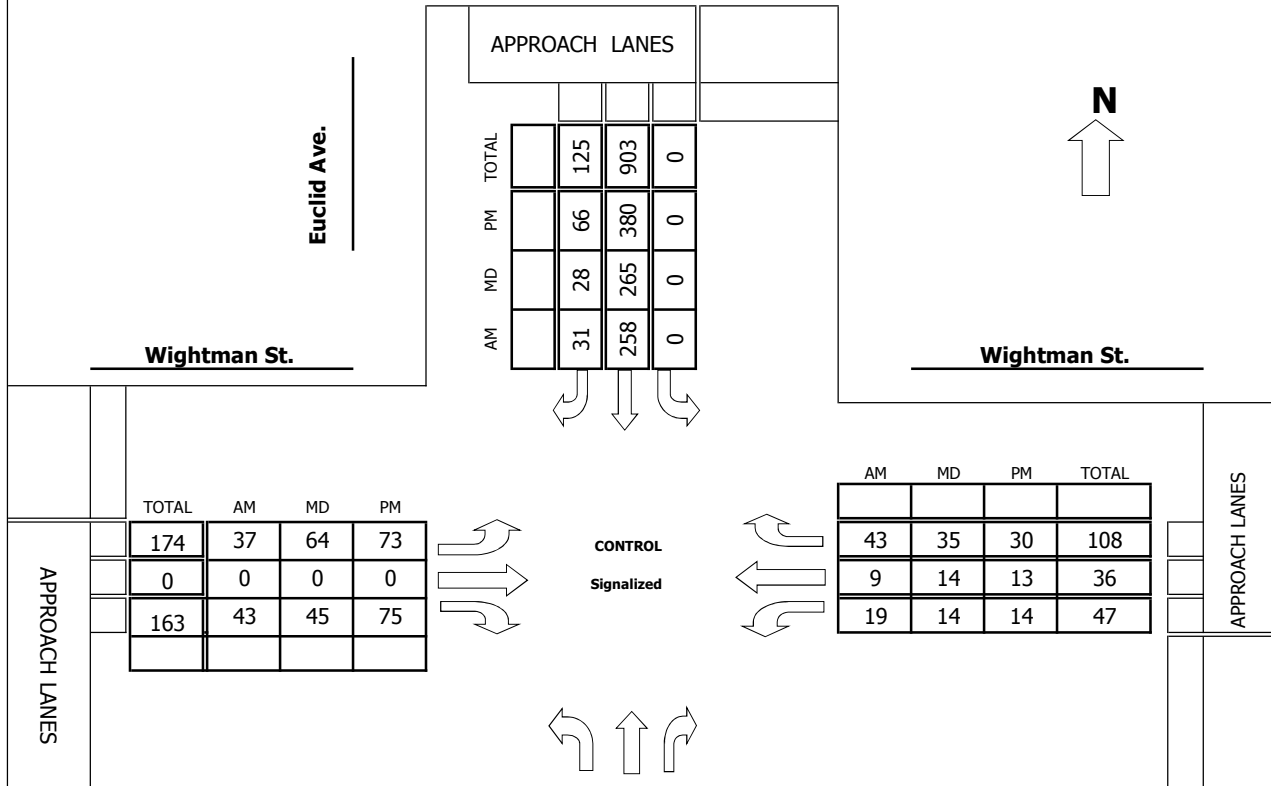 APPROACH LANES
N
Euclid Ave.
TOTAL 125 903 0
PM 66 380 0
MD 28 265 0
AM 31 258 0
Wightman St.
Wightman St.
TOTAL AM MD PM
174 37 64 73
0 0 0 0
163 43 45 75
APPROACH LANES
CONTROL
Signalized
AM MD PM TOTAL
43 35 30 108
9 14 13 36
19 14 14 47
APPROACH LANES